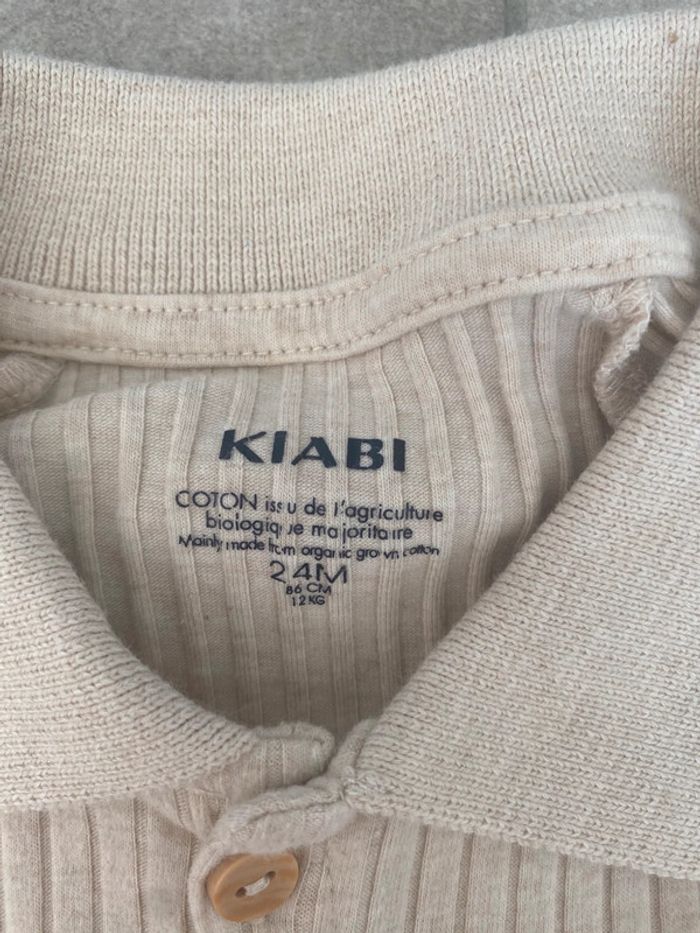 KIABI
COTON issu de l'agriculture
biologique majoritaire
Mainly made from organic grown cotton
24M
86 CM
12 KG